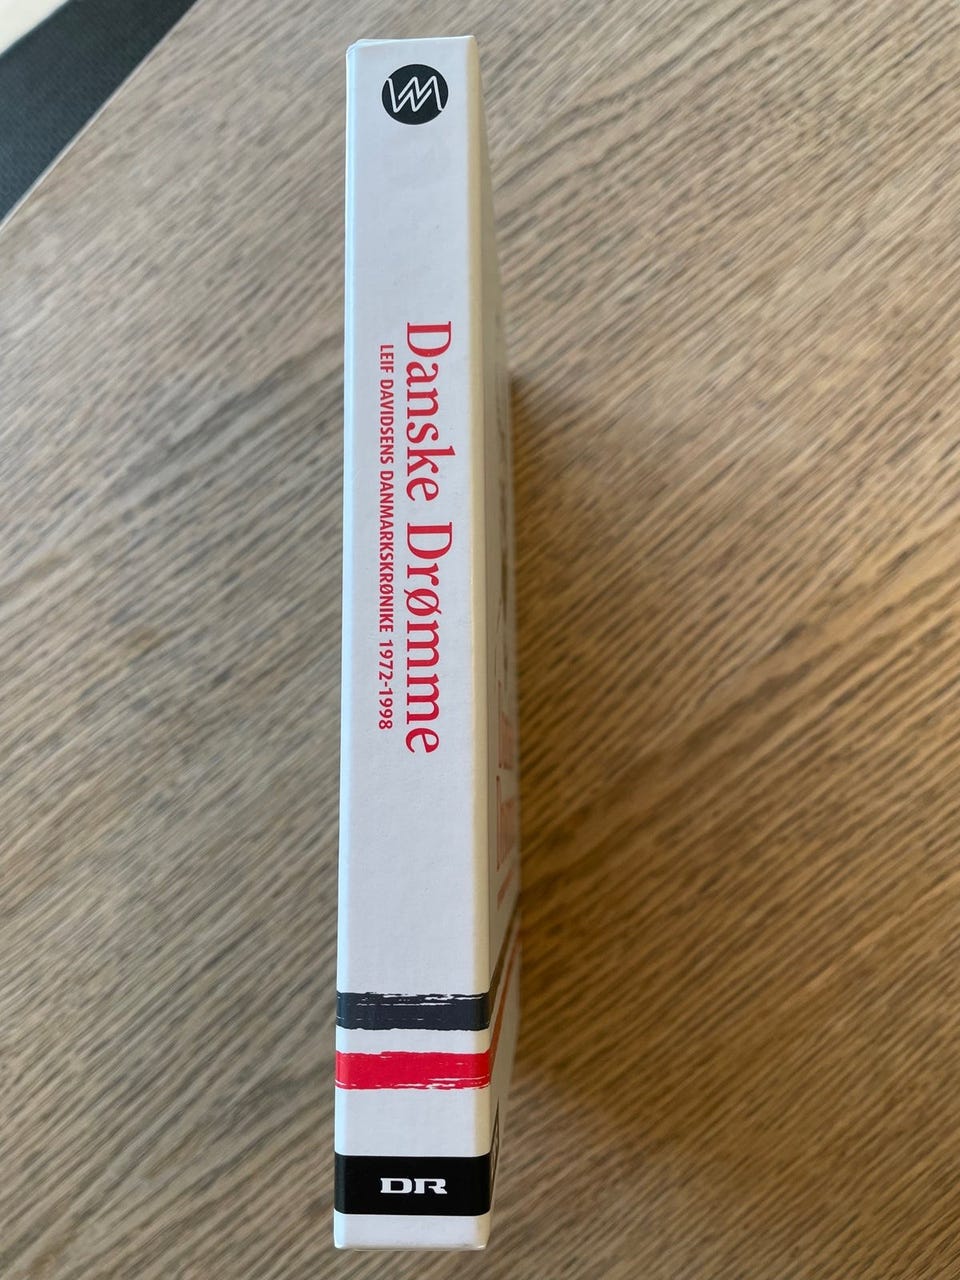 Danske Drømme
LEIF DAVIDSENS DANMARKSKRØNIKE 1972-1998
DR